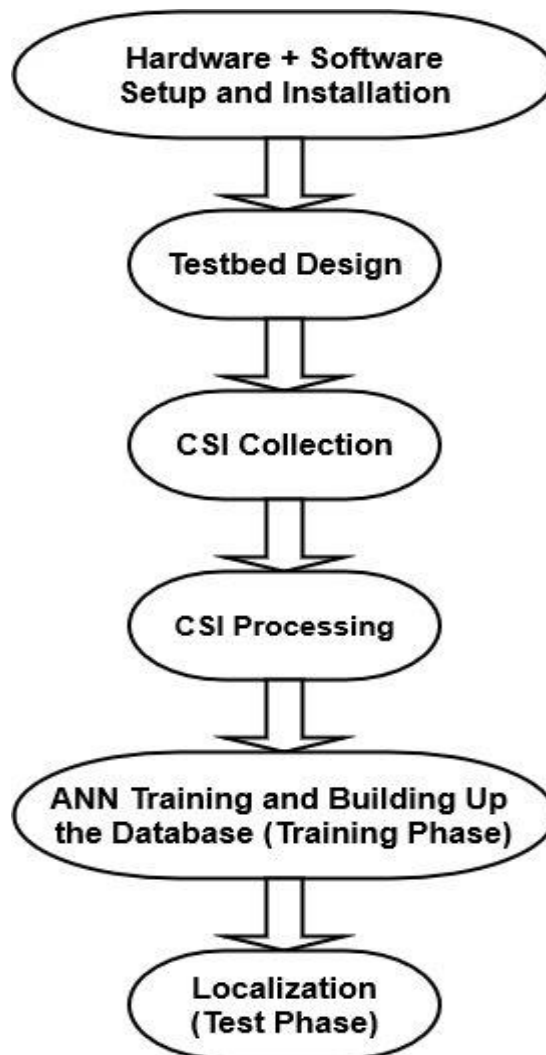 Hardware + Software
Setup and Installation
Testbed Design
CSI Collection
CSI Processing
ANN Training and Building Up
the Database (Training Phase)
Localization
(Test Phase)